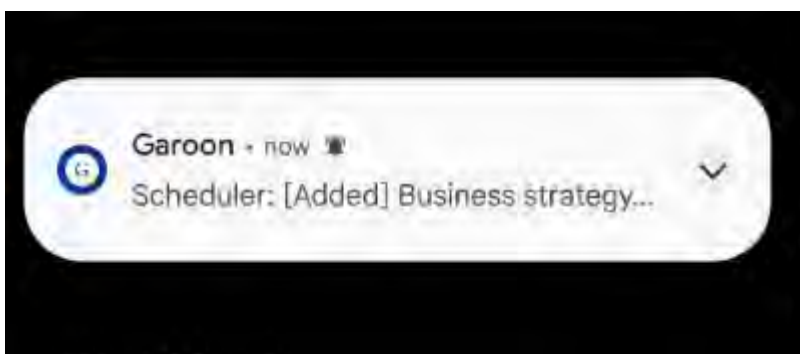 Garoon • now
G
Scheduler: [Added] Business strategy...